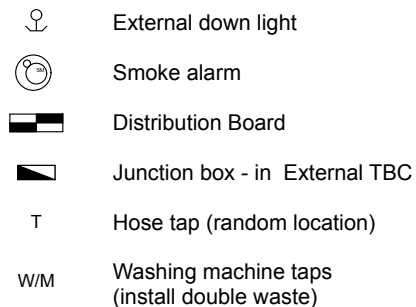 External down light
SM Smoke alarm
Distribution Board
Junction box - in External TBC
T Hose tap (random location)
W/M Washing machine taps
(install double waste)